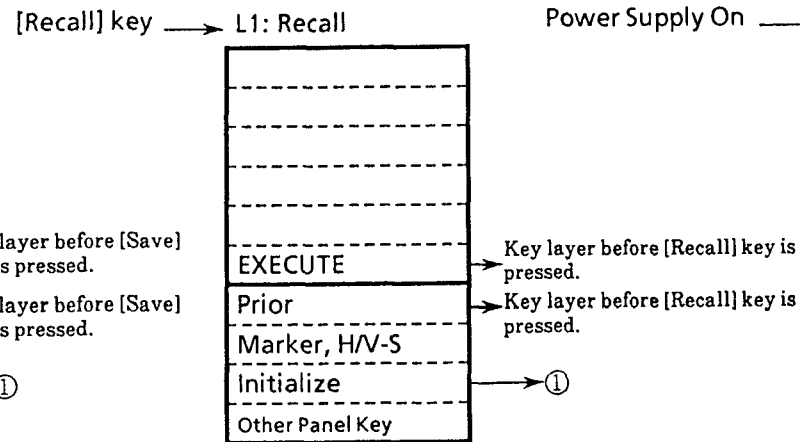 [Recall] key
L1: Recall
Power Supply On
layer before [Save]
s pressed.
layer before [Save]
s pressed.
①
EXECUTE
Prior
Marker, H/V-S
Initialize
Other Panel Key
Key layer before [Recall] key is
pressed.
Key layer before [Recall] key is
pressed.
①